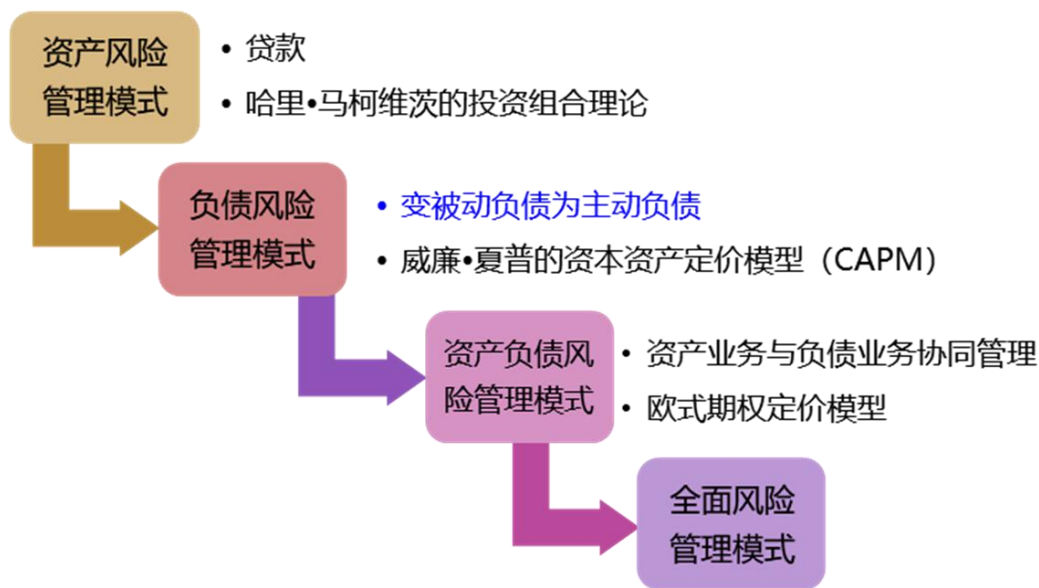 资产风险
管理模式
• 贷款
• 哈里•马柯维茨的投资组合理论
负债风险
管理模式
• 变被动负债为主动负债
• 威廉•夏普的资本资产定价模型（CAPM）
资产负债风
险管理模式
• 资产业务与负债业务协同管理
• 欧式期权定价模型
全面风险
管理模式